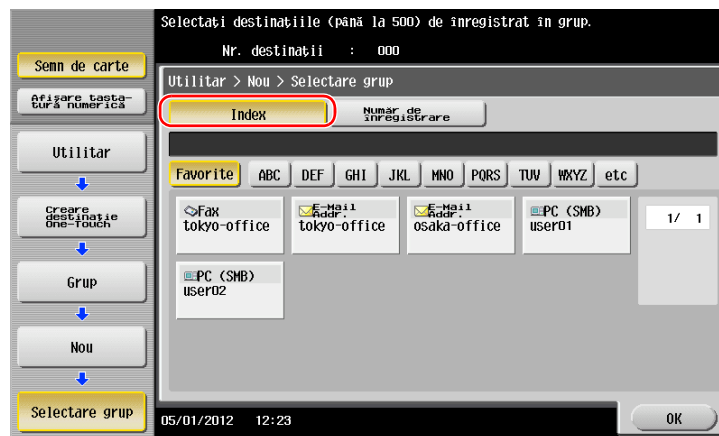 Selectați destinațiile (până la 500) de înregistrat în grup.
Nr. destinații : 000
Semn de carte
Afişare tasta-
tură numerică
Utilitar
Creare
destinație
One-Touch
Grup
Nou
Selectare grup
Utilitar > Nou > Selectare grup
Index
Număr de
înregistrare
Favorite ABC DEF GHI JKL MNO PQRS TUV WXYZ etc
Fax
tokyo-office
E-Mail
Addr.
tokyo-office
E-Mail
Addr.
osaka-office
PC (SMB)
user01
1/ 1
PC (SMB)
user02
05/01/2012 12:23
OK